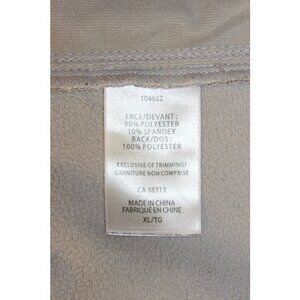 104632
FACE/DEVANT:
90% POLYESTER
10% SPANDEX
BACK/DOS:
100% POLYESTER
EXCLUSIVE OF TRIMMING/
GARNITURE NON COMPRISE
CA 38313
MADE IN CHINA
FABRIQUÉ EN CHINE
XL/TG